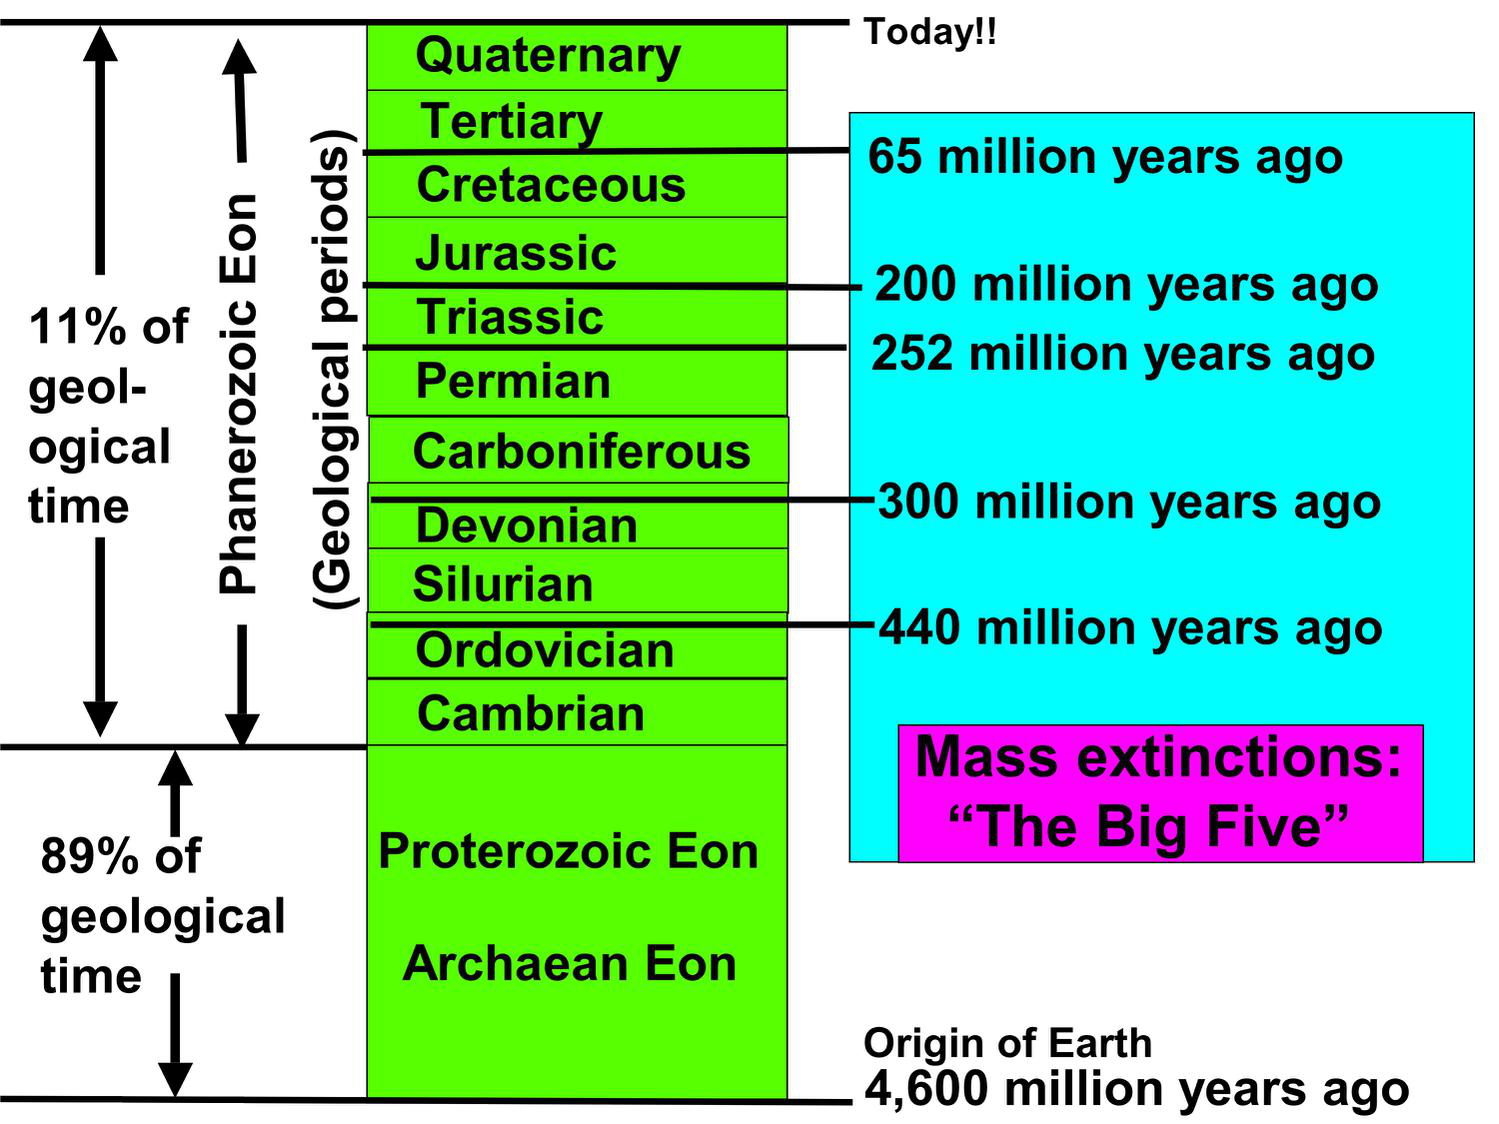 Today!!
Quaternary
Tertiary
65 million years ago
Cretaceous
Jurassic
200 million years ago
Triassic
252 million years ago
Permian
Carboniferous
300 million years ago
Devonian
Silurian
440 million years ago
Ordovician
Cambrian
11% of
geol-
ogical
time
Phanerozoic Eon
(Geological periods)
Mass extinctions:
“The Big Five”
89% of
geological
time
Proterozoic Eon
Archaean Eon
Origin of Earth
4,600 million years ago